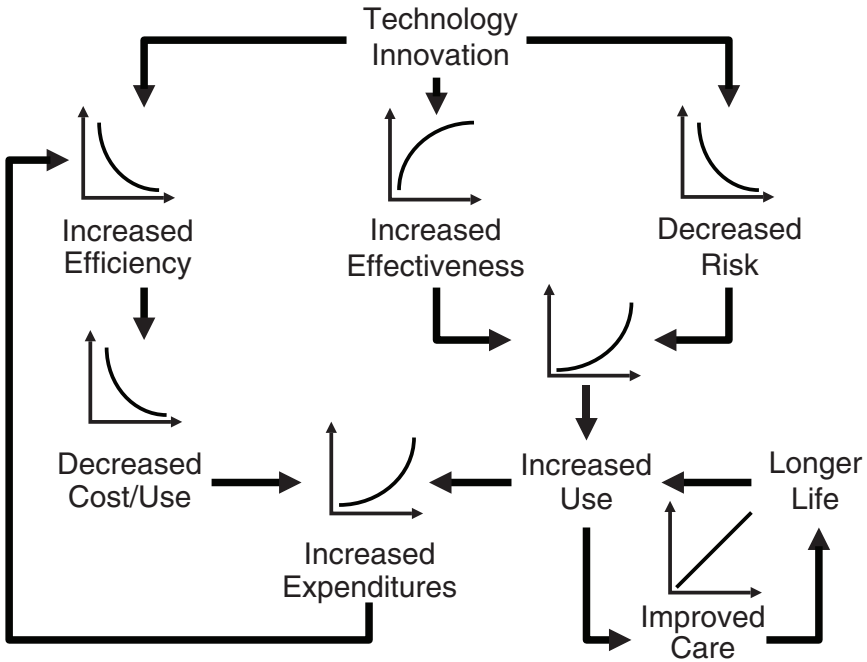 Technology
Innovation
Increased
Efficiency
Increased
Effectiveness
Decreased
Risk
Decreased
Cost/Use
Increased
Expenditures
Increased
Use
Longer
Life
Improved
Care